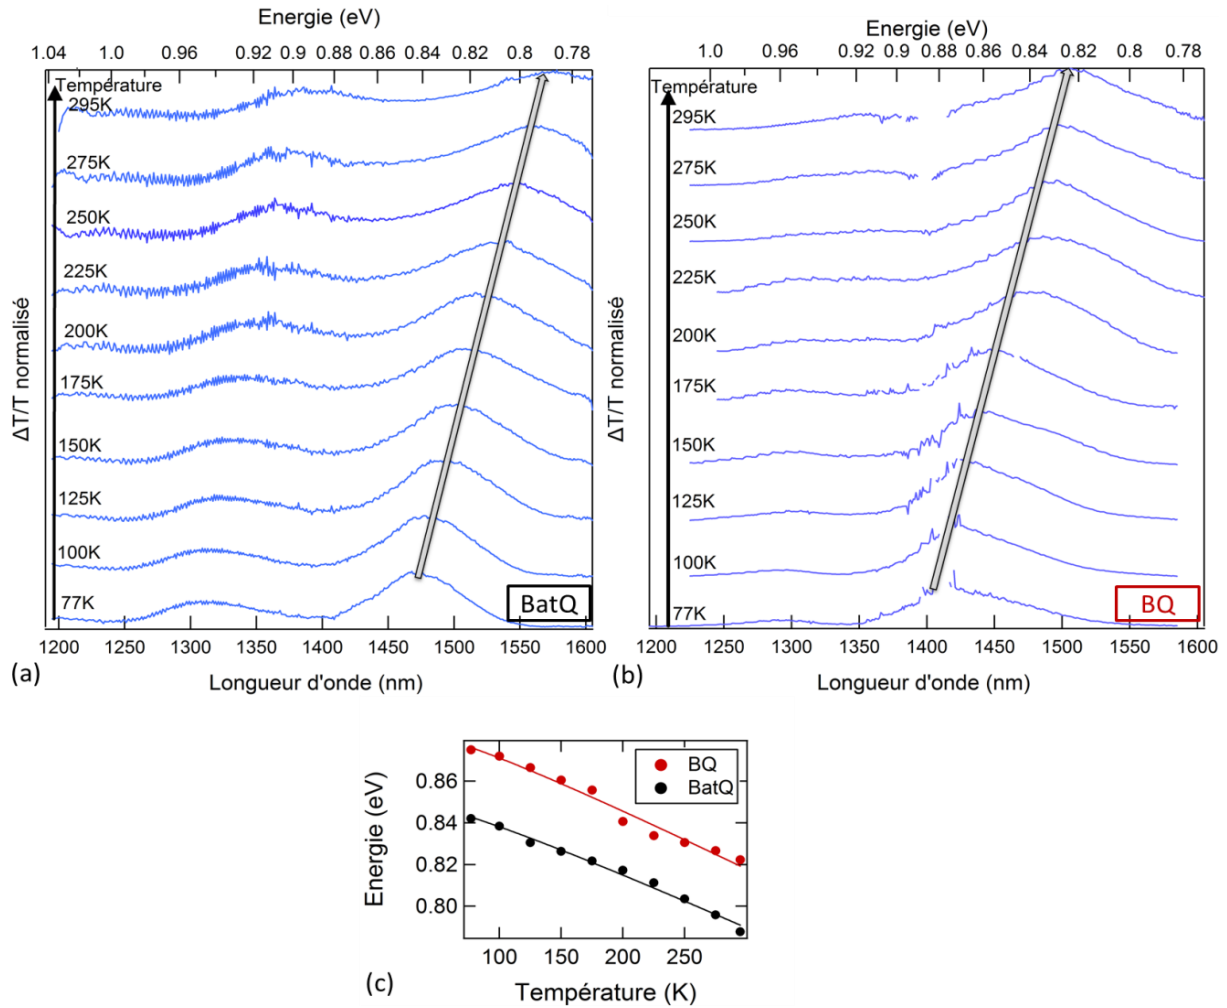 Energie (eV)
1.04 1.0 0.96 0.92 0.9 0.88 0.86 0.84 0.82 0.8 0.78
Température
295K
275K
250K
225K
200K
175K
150K
125K
100K
77K
ΔT/T normalisé
BatQ
1200 1250 1300 1350 1400 1450 1500 1550 1600
Longueur d'onde (nm)
(a)
Energie (eV)
1.0 0.96 0.92 0.9 0.88 0.86 0.84 0.82 0.8 0.78
Température
295K
275K
250K
225K
200K
175K
150K
125K
100K
77K
ΔT/T normalisé
BQ
1200 1250 1300 1350 1400 1450 1500 1550 1600
Longueur d'onde (nm)
(b)
Energie (eV)
0.86
0.84
0.82
0.80
BQ
BatQ
100 150 200 250
Température (K)
(c)